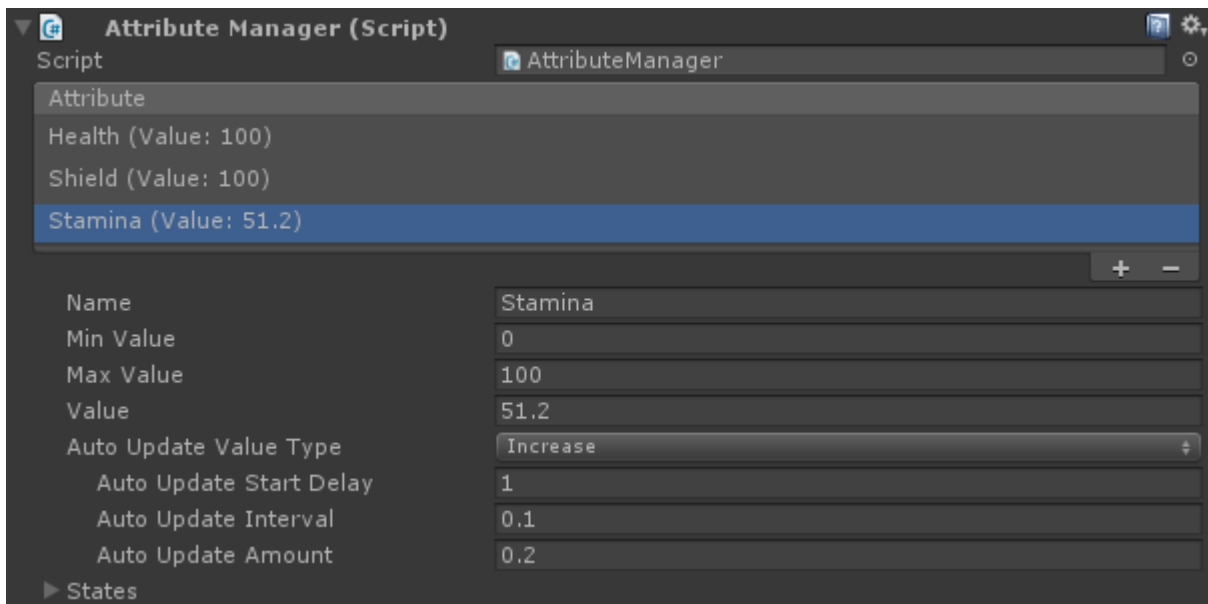 Attribute Manager (Script)
Script AttributeManager
Attribute
Health (Value: 100)
Shield (Value: 100)
Stamina (Value: 51.2)
+ −
Name Stamina
Min Value 0
Max Value 100
Value 51.2
Auto Update Value Type Increase
Auto Update Start Delay 1
Auto Update Interval 0.1
Auto Update Amount 0.2
States